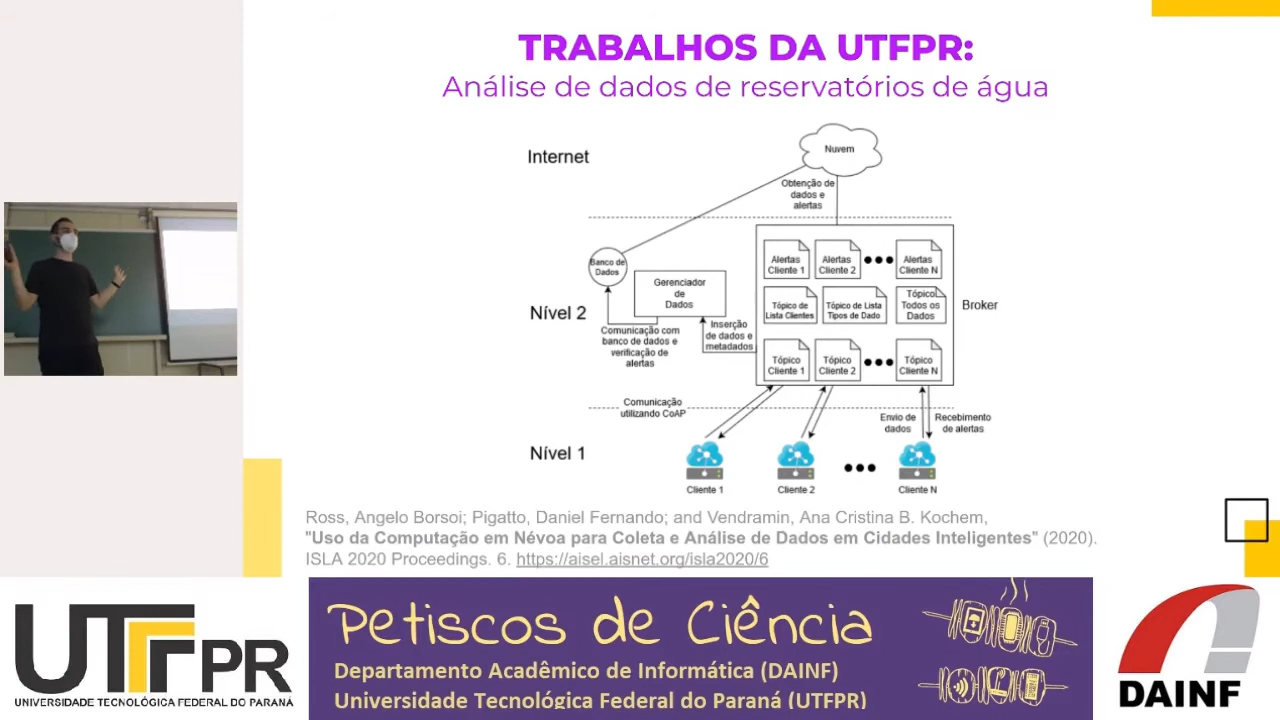 TRABALHOS DA UTFPR:
Análise de dados de reservatórios de água
Internet
Nuvem
Obtenção de
dados e
alertas
Banco de
Dados
Gerenciador
de
Dados
Alertas
Cliente 1
Alertas
Cliente 2
Alertas
Cliente N
Nível 2
Tópico de
Lista Clientes
Tópico de Lista
Tipos de Dado
Tópico
Todos os
Dados
Broker
Comunicação com
banco de dados e
verificação de
alertas
Inserção
de dados e
metadados
Tópico
Cliente 1
Tópico
Cliente 2
Tópico
Cliente N
Comunicação
utilizando CoAP
Envio de
dados
Recebimento
de alertas
Nível 1
Cliente 1
Cliente 2
Cliente N
Ross, Angelo Borsoi; Pigatto, Daniel Fernando; and Vendramin, Ana Cristina B. Kochem,
"Uso da Computação em Névoa para Coleta e Análise de Dados em Cidades Inteligentes" (2020).
ISLA 2020 Proceedings. 6. https://aisel.aisnet.org/isla2020/6
UTFPR
UNIVERSIDADE TECNOLÓGICA FEDERAL DO PARANÁ
Petiscos de Ciência
Departamento Acadêmico de Informática (DAINF)
Universidade Tecnológica Federal do Paraná (UTFPR)
DAINF